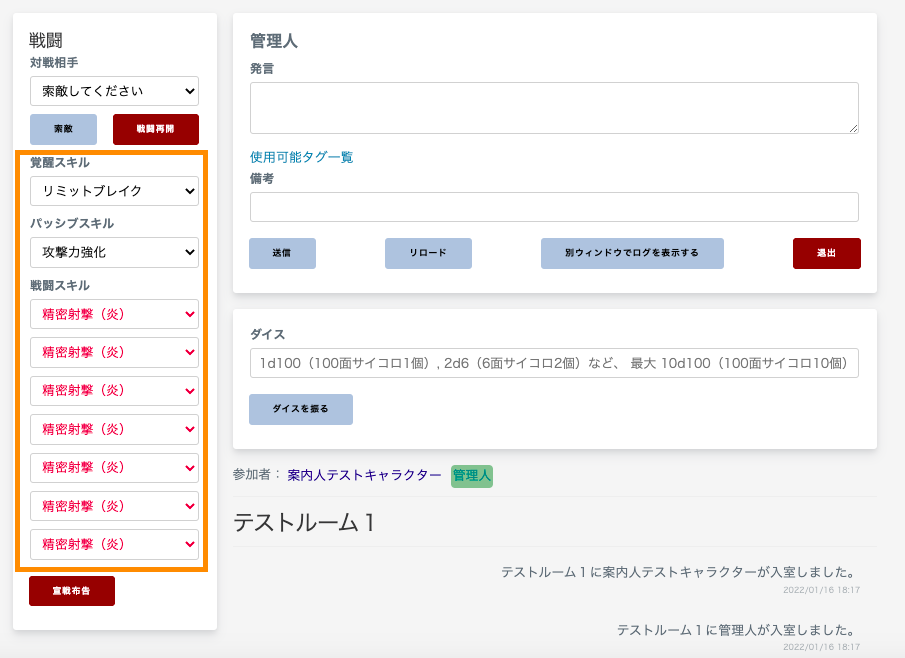 戦闘
対戦相手
索敵してください
索敵
戦闘再開
覚醒スキル
リミットブレイク
パッシブスキル
攻撃力強化
戦闘スキル
精密射撃（炎）
精密射撃（炎）
精密射撃（炎）
精密射撃（炎）
精密射撃（炎）
精密射撃（炎）
精密射撃（炎）
宣戦布告
管理人
発言
使用可能タグ一覧
備考
送信
リロード
別ウィンドウでログを表示する
退出
ダイス
1d100（100面サイコロ1個）, 2d6（6面サイコロ2個）など、 最大 10d100（100面サイコロ10個）
ダイスを振る
参加者： 案内人テストキャラクター 管理人
テストルーム１
テストルーム１に案内人テストキャラクターが入室しました。
2022/01/16 18:17
テストルーム１に管理人が入室しました。
2022/01/16 18:17